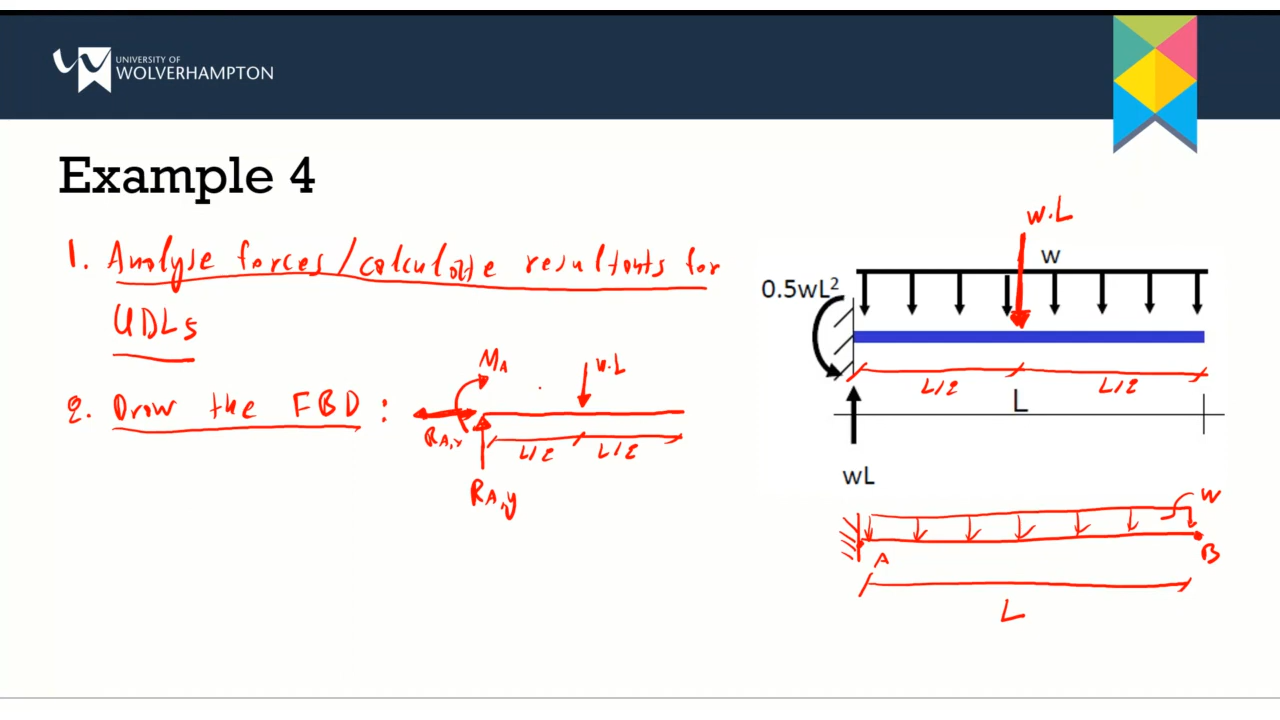 UNIVERSITY OF
WOLVERHAMPTON
Example 4
1. Analyse forces/calculate resultants for
UDLs
2. Draw the FBD :
MA
w.L
RA,x
L/2 L/2
RA,y
w.L
w
0.5wL²
L/2 L/2
L
wL
w
A B
L